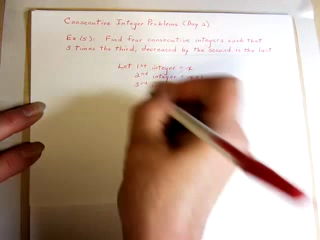 Consecutive Integer Problems (Day 2)
Ex (5): Find four consecutive integers such that
3 times the third, decreased by the second is the last
Let 1st integer = x
2nd integer =
3rd